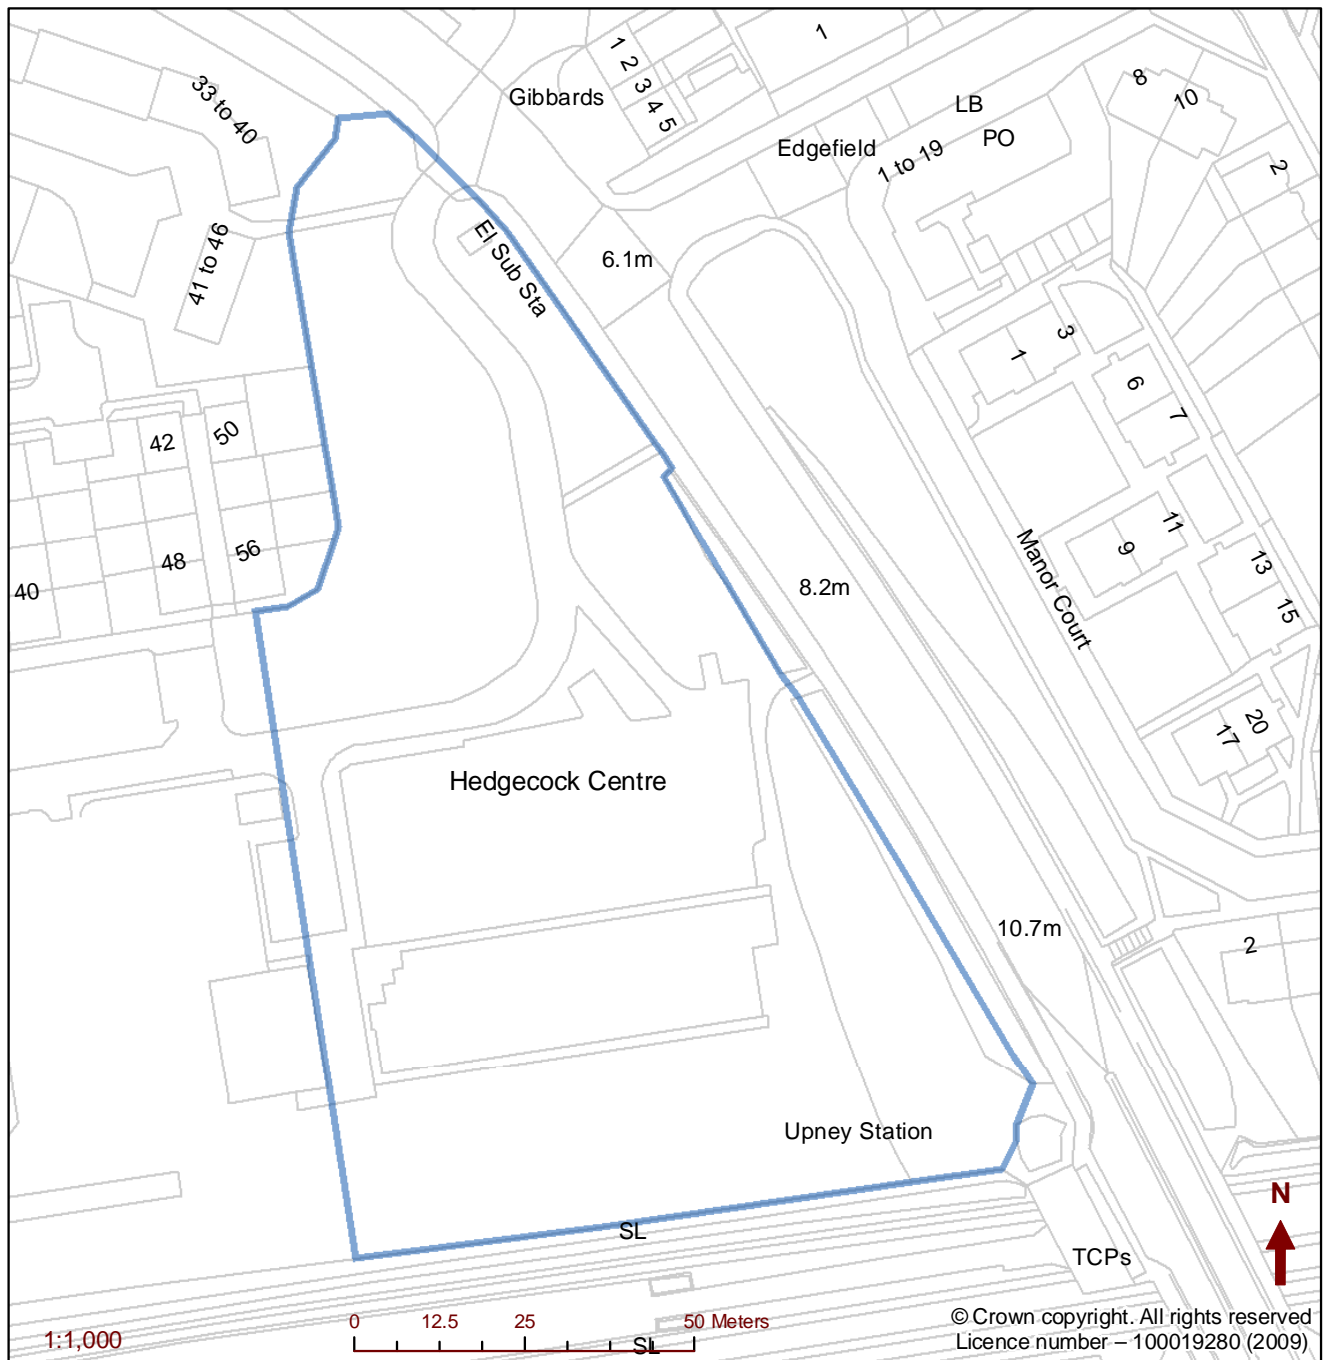 1
1
2
3
4
5
Gibbards
33 to 40
8
10
LB
PO
Edgefield
1 to 19
2
41 to 46
El Sub Sta
6.1m
3
1
6
7
42
50
48
56
40
11
9
13
15
Manor Court
8.2m
20
17
Hedgecock Centre
10.7m
2
Upney Station
N
SL
TCPs
0 12.5 25 50 Meters
1:1,000
SL
© Crown copyright. All rights reserved
Licence number – 100019280 (2009)